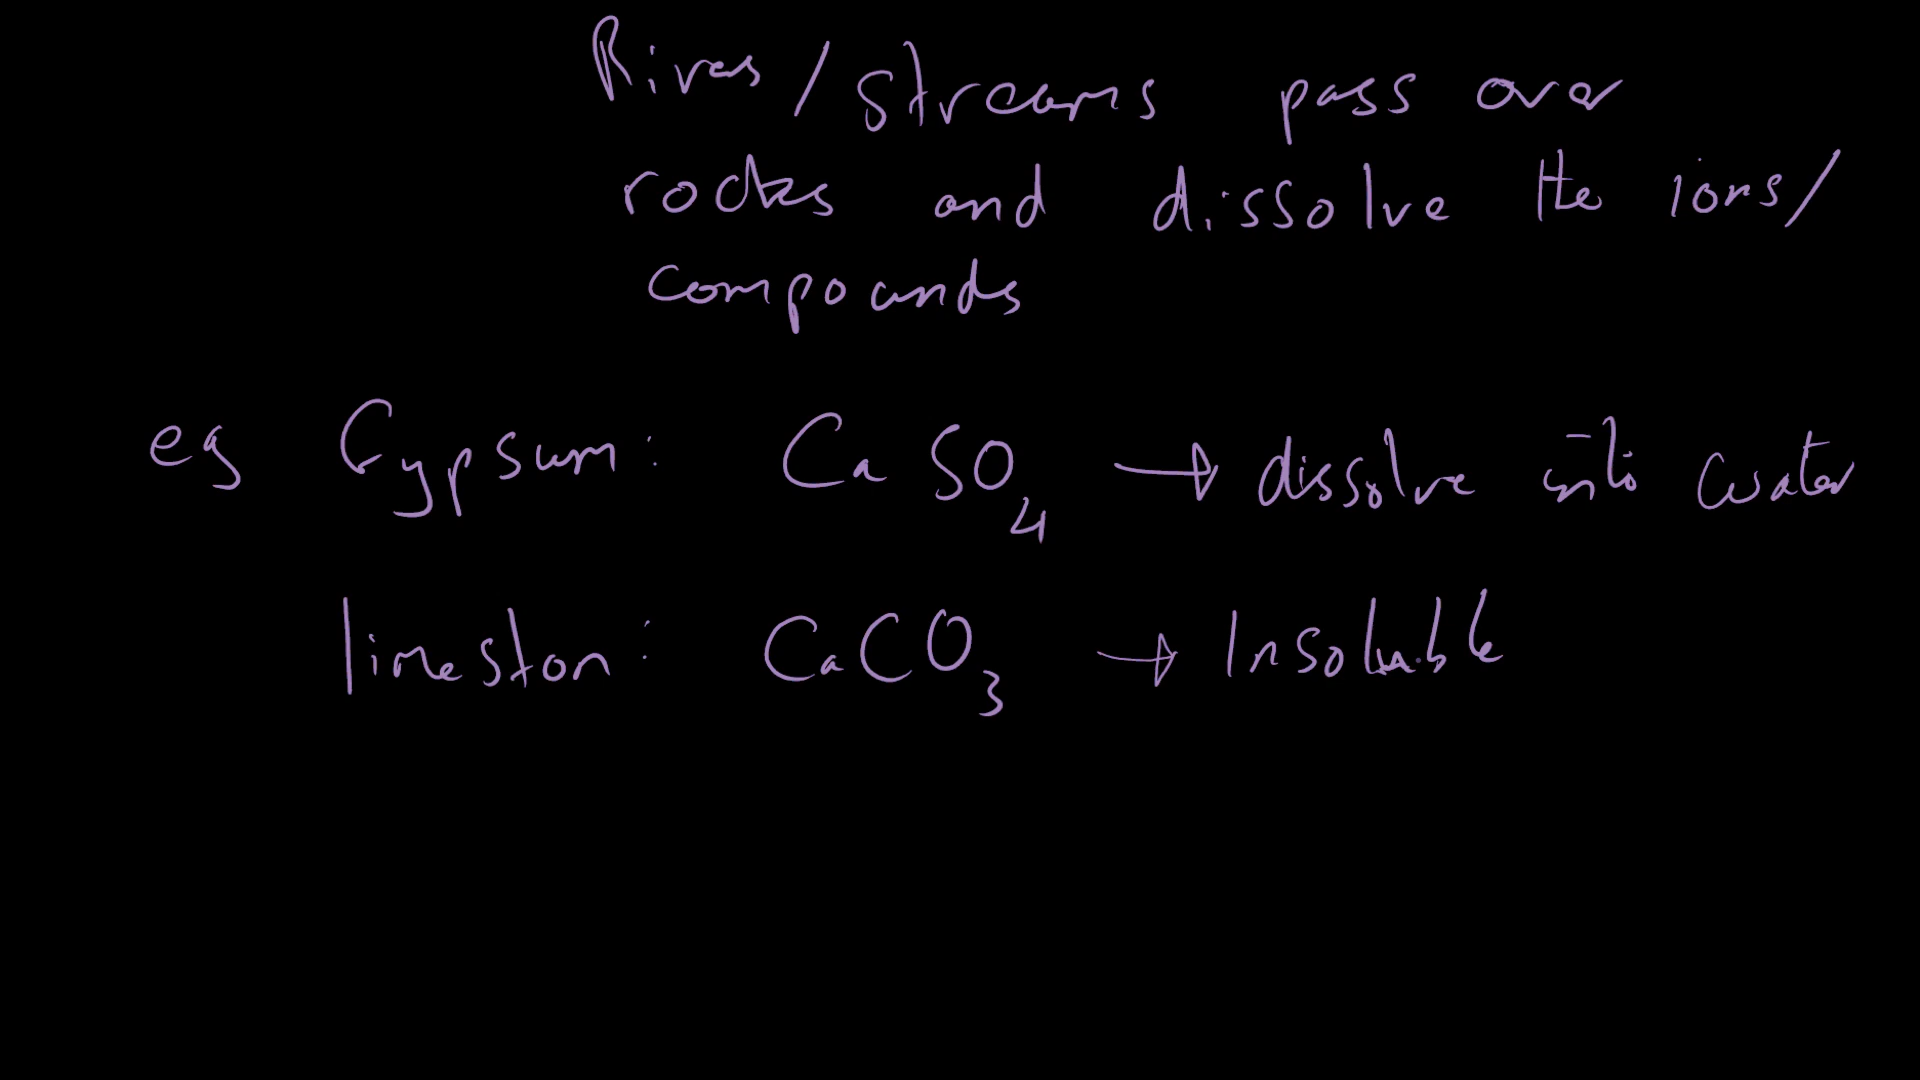 Rivers/streams pass over
rocks and dissolve the ions/
compounds
eg Gypsum: CaSO₄ → dissolve into water
limeston: CaCO₃ → Insoluble